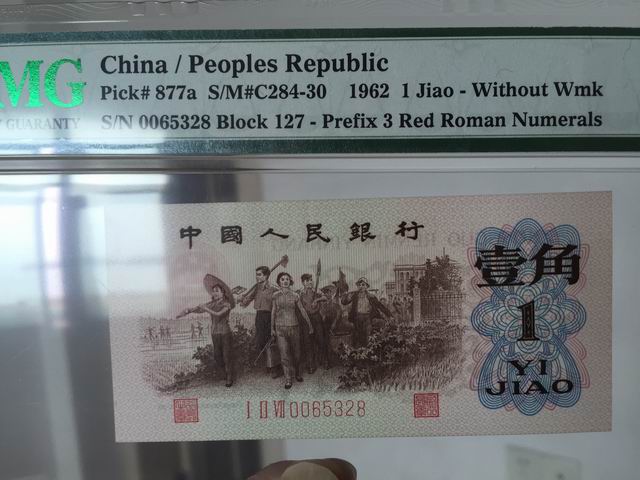 MG
GUARANTY
China / Peoples Republic
Pick# 877a S/M#C284-30 1962 1 Jiao - Without Wmk
S/N 0065328 Block 127 - Prefix 3 Red Roman Numerals
中國人民銀行
壹角
1
YI
JIAO
I II VII 0065328